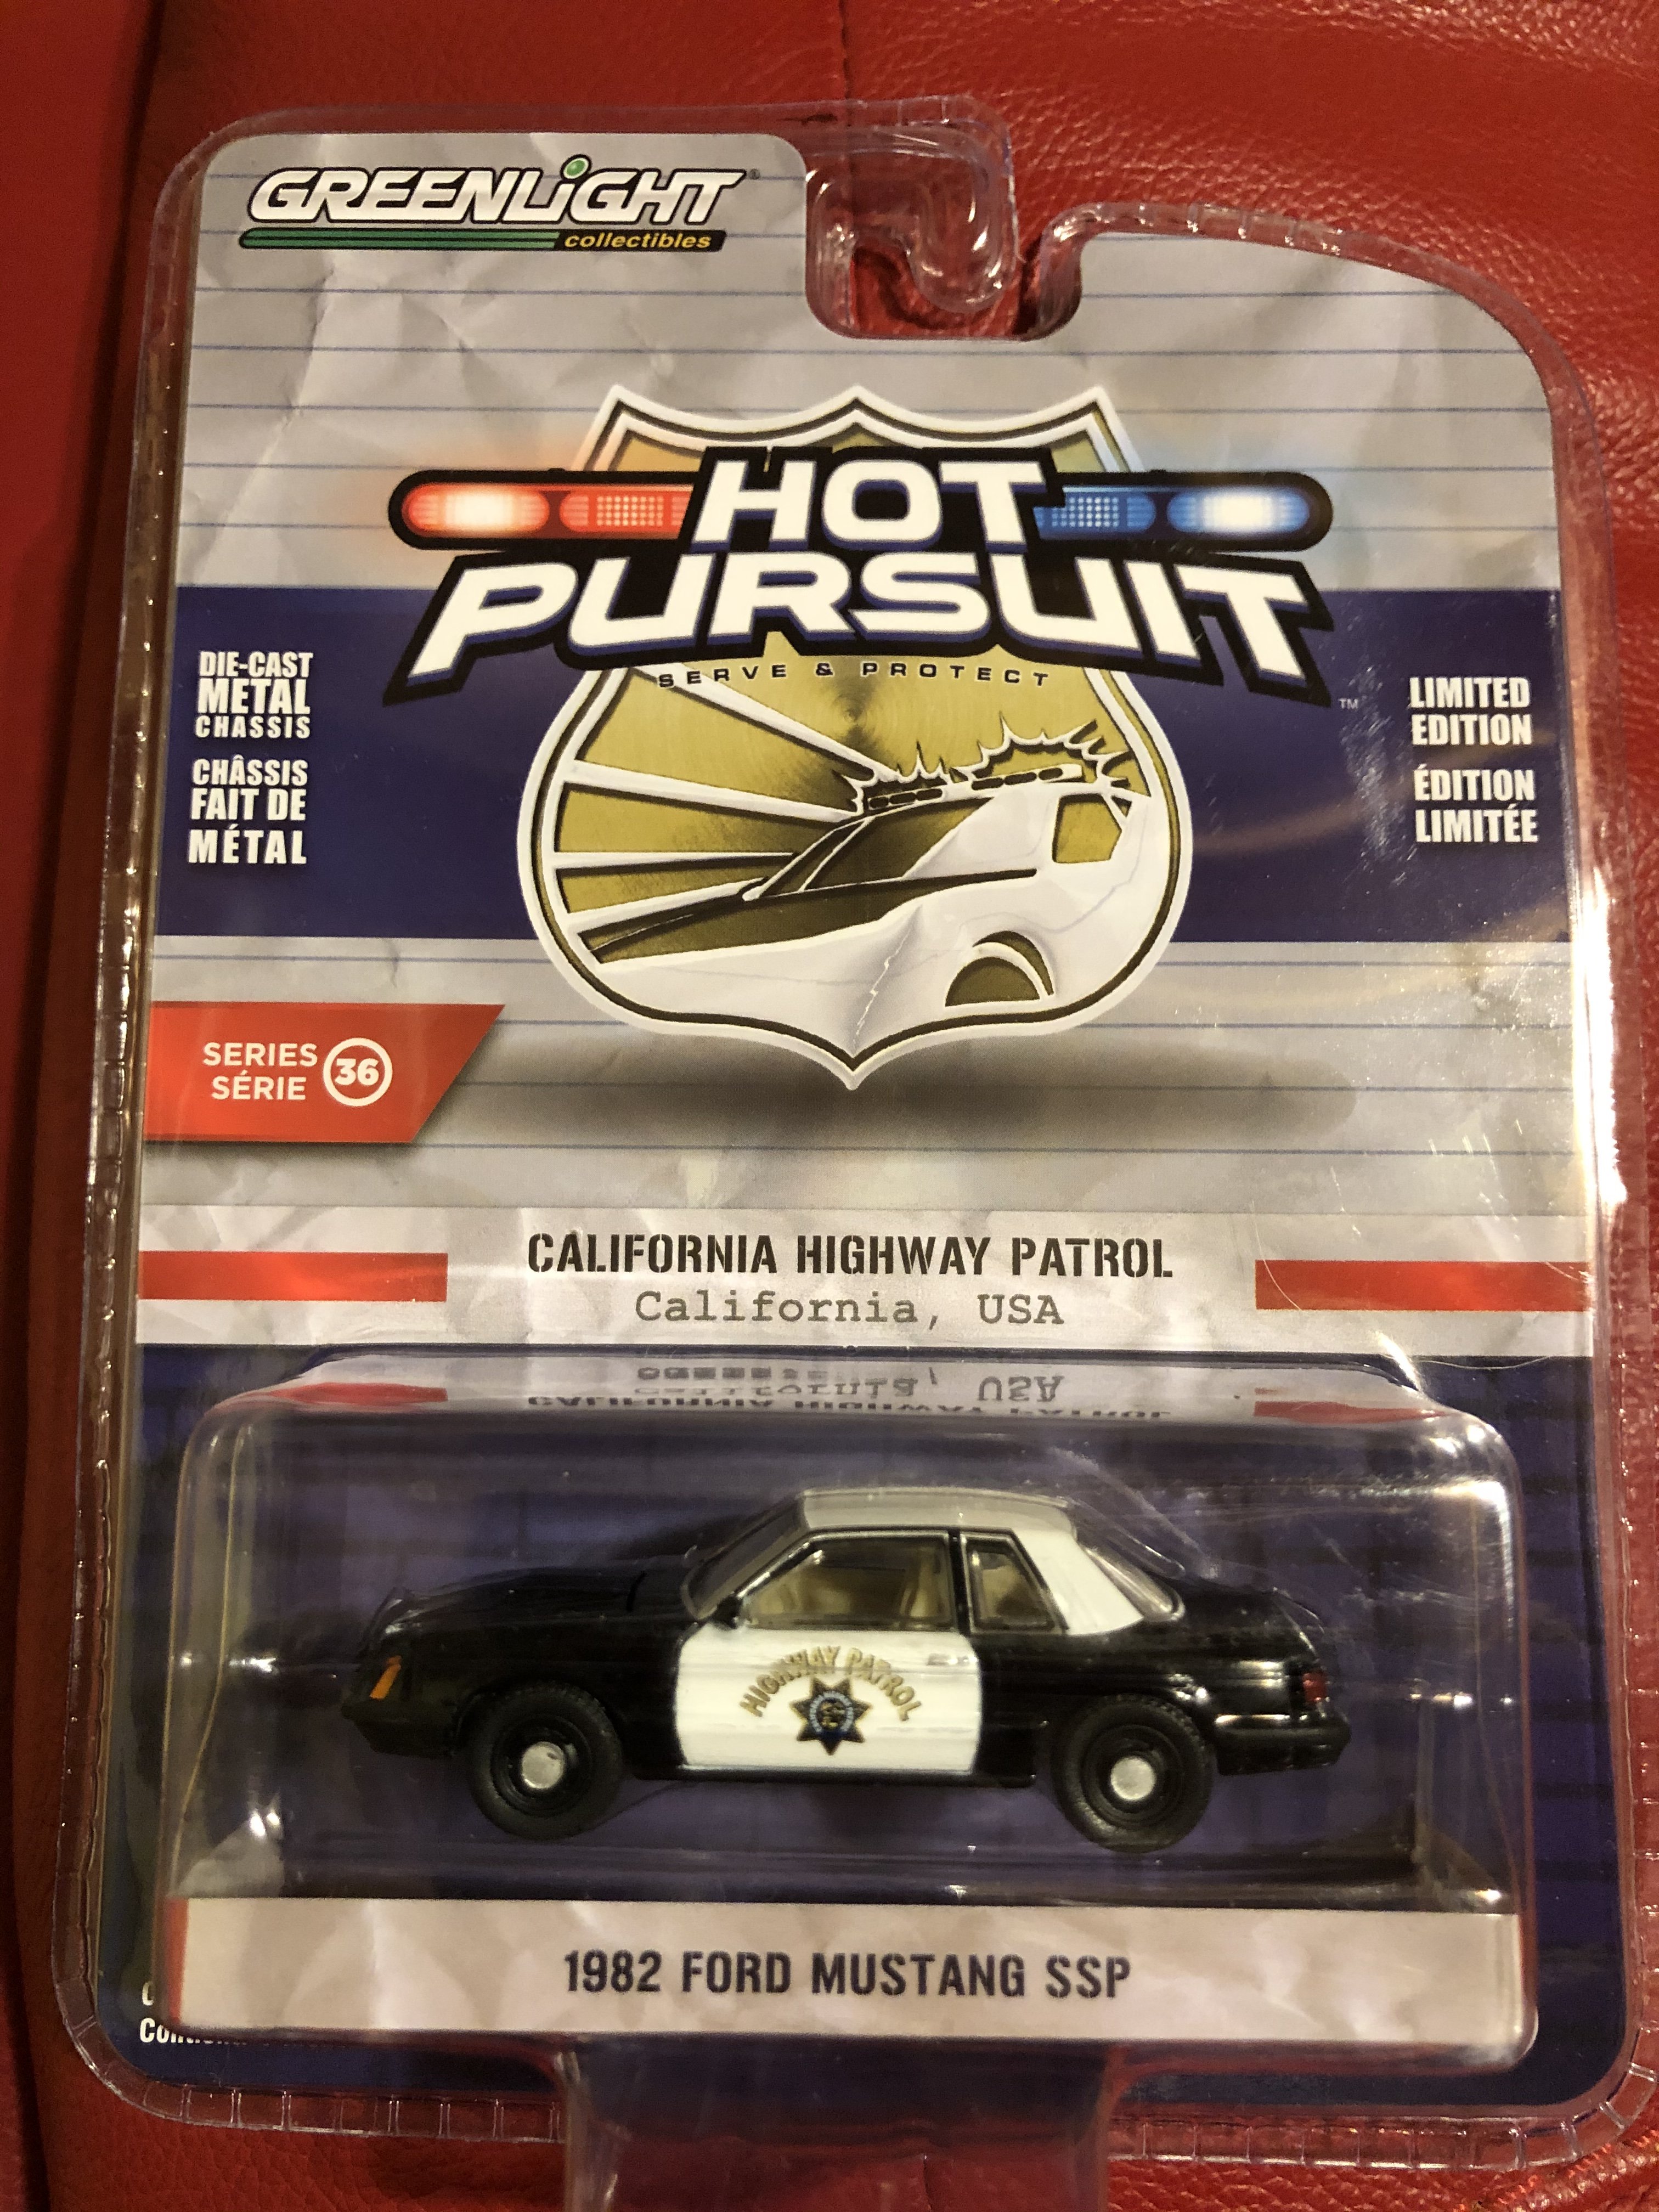 GREENLiGHT®
collectibles
HOT
PURSUIT™
SERVE & PROTECT
DIE-CAST
METAL
CHASSIS
CHÂSSIS
FAIT DE
MÉTAL
LIMITED
EDITION
ÉDITION
LIMITÉE
SERIES 36
SÉRIE
CALIFORNIA HIGHWAY PATROL
California, USA
HIGHWAY PATROL
1982 FORD MUSTANG SSP